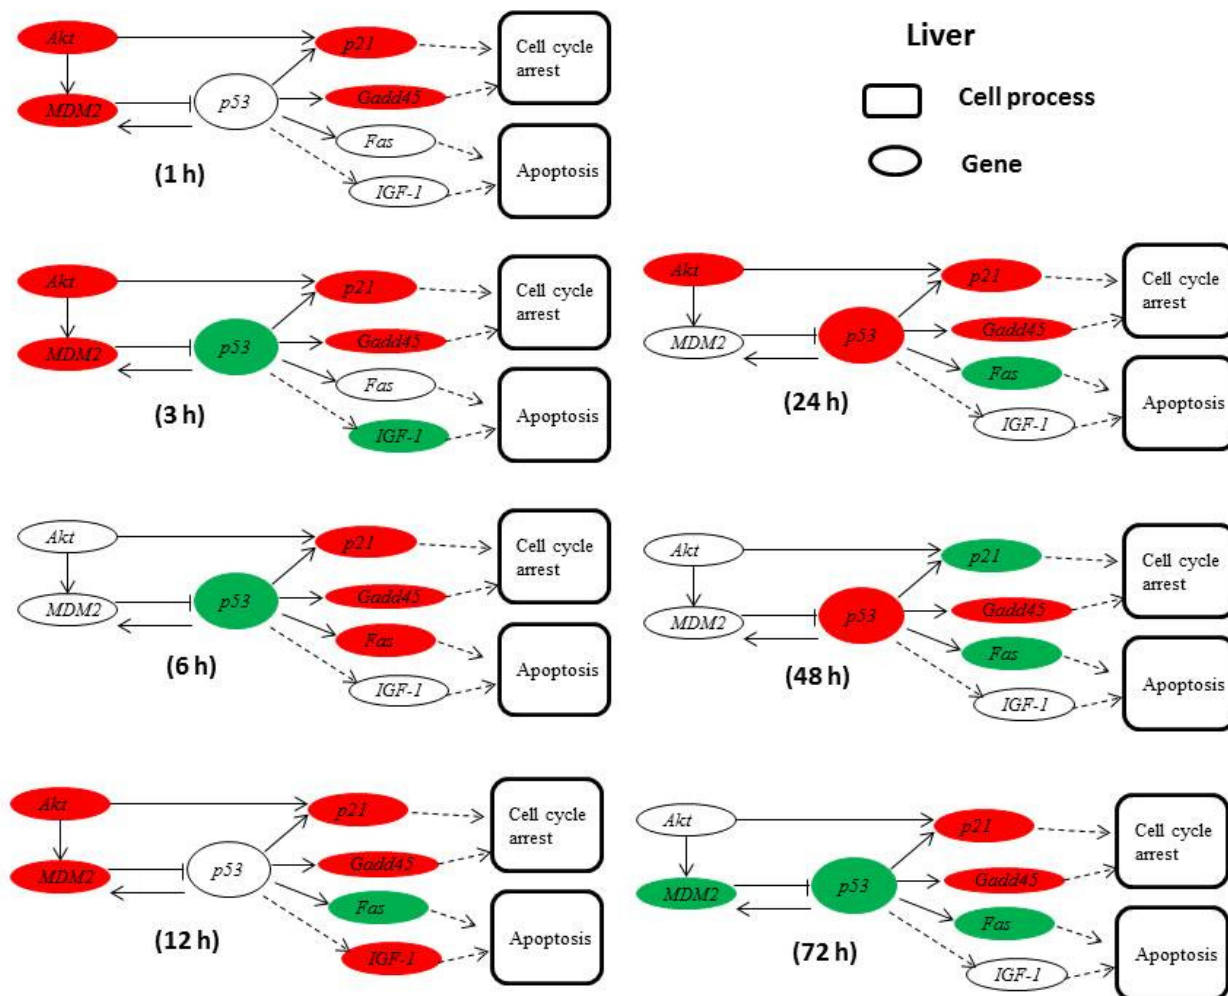 Akt
p21
Cell cycle
arrest
MDM2
p53
Gadd45
Fas
IGF-1
Apoptosis
(1 h)
Liver
Cell process
Gene
Akt
p21
Cell cycle
arrest
MDM2
p53
Gadd45
Fas
IGF-1
Apoptosis
(3 h)
Akt
p21
Cell cycle
arrest
MDM2
p53
Gadd45
Fas
IGF-1
Apoptosis
(24 h)
Akt
p21
Cell cycle
arrest
MDM2
p53
Gadd45
Fas
IGF-1
Apoptosis
(6 h)
Akt
p21
Cell cycle
arrest
MDM2
p53
Gadd45
Fas
IGF-1
Apoptosis
(48 h)
Akt
p21
Cell cycle
arrest
MDM2
p53
Gadd45
Fas
IGF-1
Apoptosis
(12 h)
Akt
p21
Cell cycle
arrest
MDM2
p53
Gadd45
Fas
IGF-1
Apoptosis
(72 h)